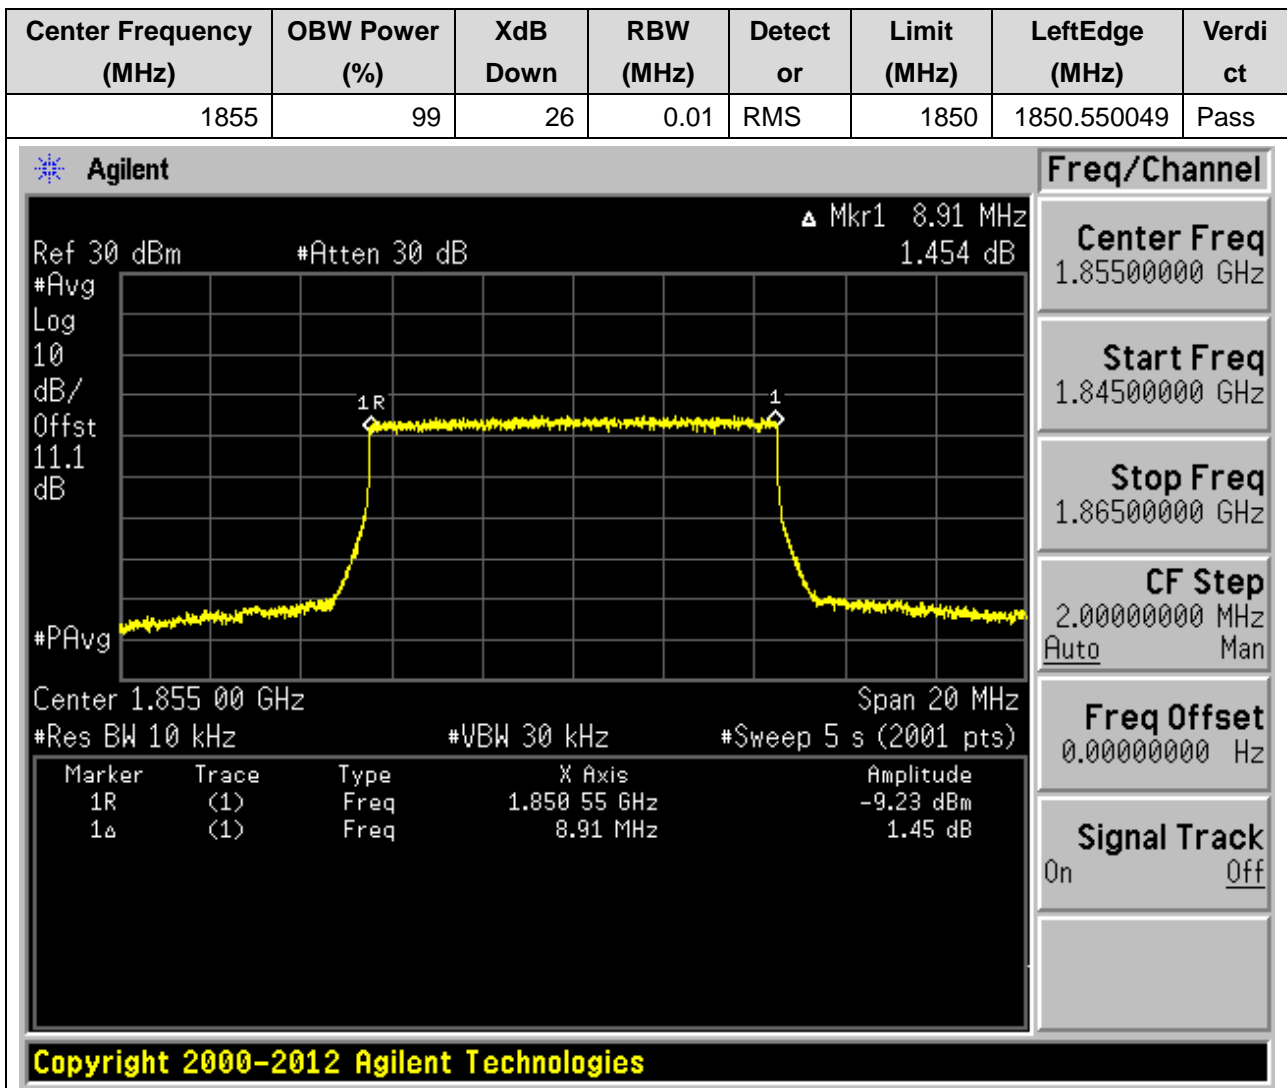 Center Frequency (MHz) OBW Power (%) XdB Down RBW (MHz) Detect or Limit (MHz) LeftEdge (MHz) Verdi ct
1855 99 26 0.01 RMS 1850 1850.550049 Pass
Agilent
Freq/Channel
Δ Mkr1 8.91 MHz
Ref 30 dBm #Atten 30 dB 1.454 dB
#Avg
Log
10
dB/
Offst
11.1
dB
#PAvg
1R
1
Center 1.855 00 GHz Span 20 MHz
#Res BW 10 kHz #VBW 30 kHz #Sweep 5 s (2001 pts)
Marker Trace Type X Axis Amplitude
1R (1) Freq 1.850 55 GHz -9.23 dBm
1Δ (1) Freq 8.91 MHz 1.45 dB
Center Freq
1.85500000 GHz
Start Freq
1.84500000 GHz
Stop Freq
1.86500000 GHz
CF Step
2.00000000 MHz
Auto Man
Freq Offset
0.00000000 Hz
Signal Track
On Off
Copyright 2000-2012 Agilent Technologies